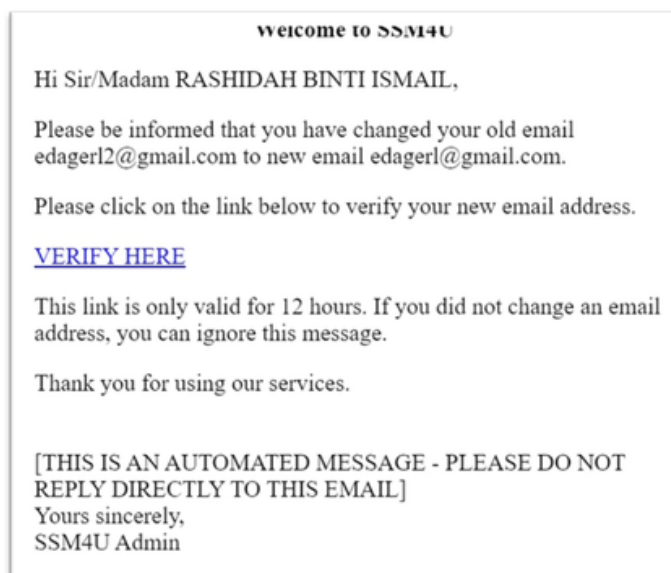 Welcome to SSM4U
Hi Sir/Madam RASHIDAH BINTI ISMAIL,
Please be informed that you have changed your old email
edagerl2@gmail.com to new email edagerl@gmail.com.
Please click on the link below to verify your new email address.
VERIFY HERE
This link is only valid for 12 hours. If you did not change an email
address, you can ignore this message.
Thank you for using our services.
[THIS IS AN AUTOMATED MESSAGE - PLEASE DO NOT
REPLY DIRECTLY TO THIS EMAIL]
Yours sincerely,
SSM4U Admin